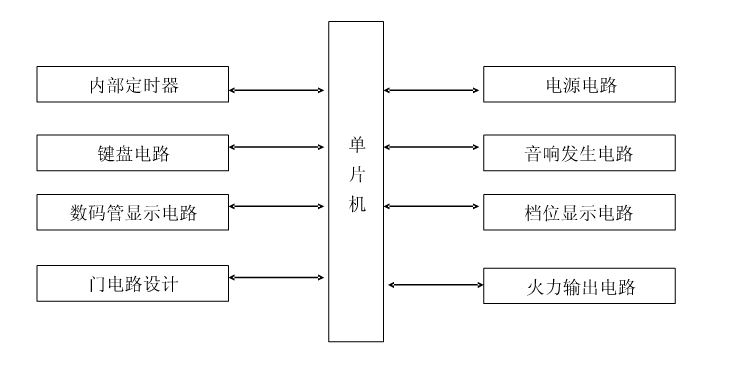 内部定时器
键盘电路
数码管显示电路
门电路设计
单
片
机
电源电路
音响发生电路
档位显示电路
火力输出电路